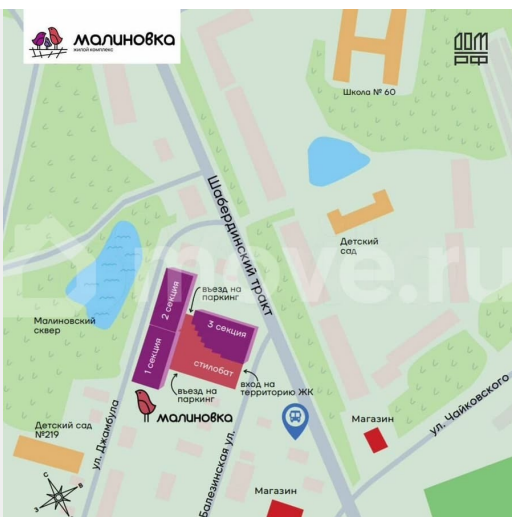 малиновка
жилой комплекс
ДОМ
РФ
Школа № 60
Шабердинский тракт
Детский
сад
move.ru
въезд на
паркинг
2 секция
3 секция
Малиновский
сквер
1 секция
стилобат
въезд на
паркинг
вход на
территорию ЖК
малиновка
ул. Джамбула
Детский сад
№219
Балезинская ул.
Магазин
ул. Чайковского
Магазин
С
В
З
Ю